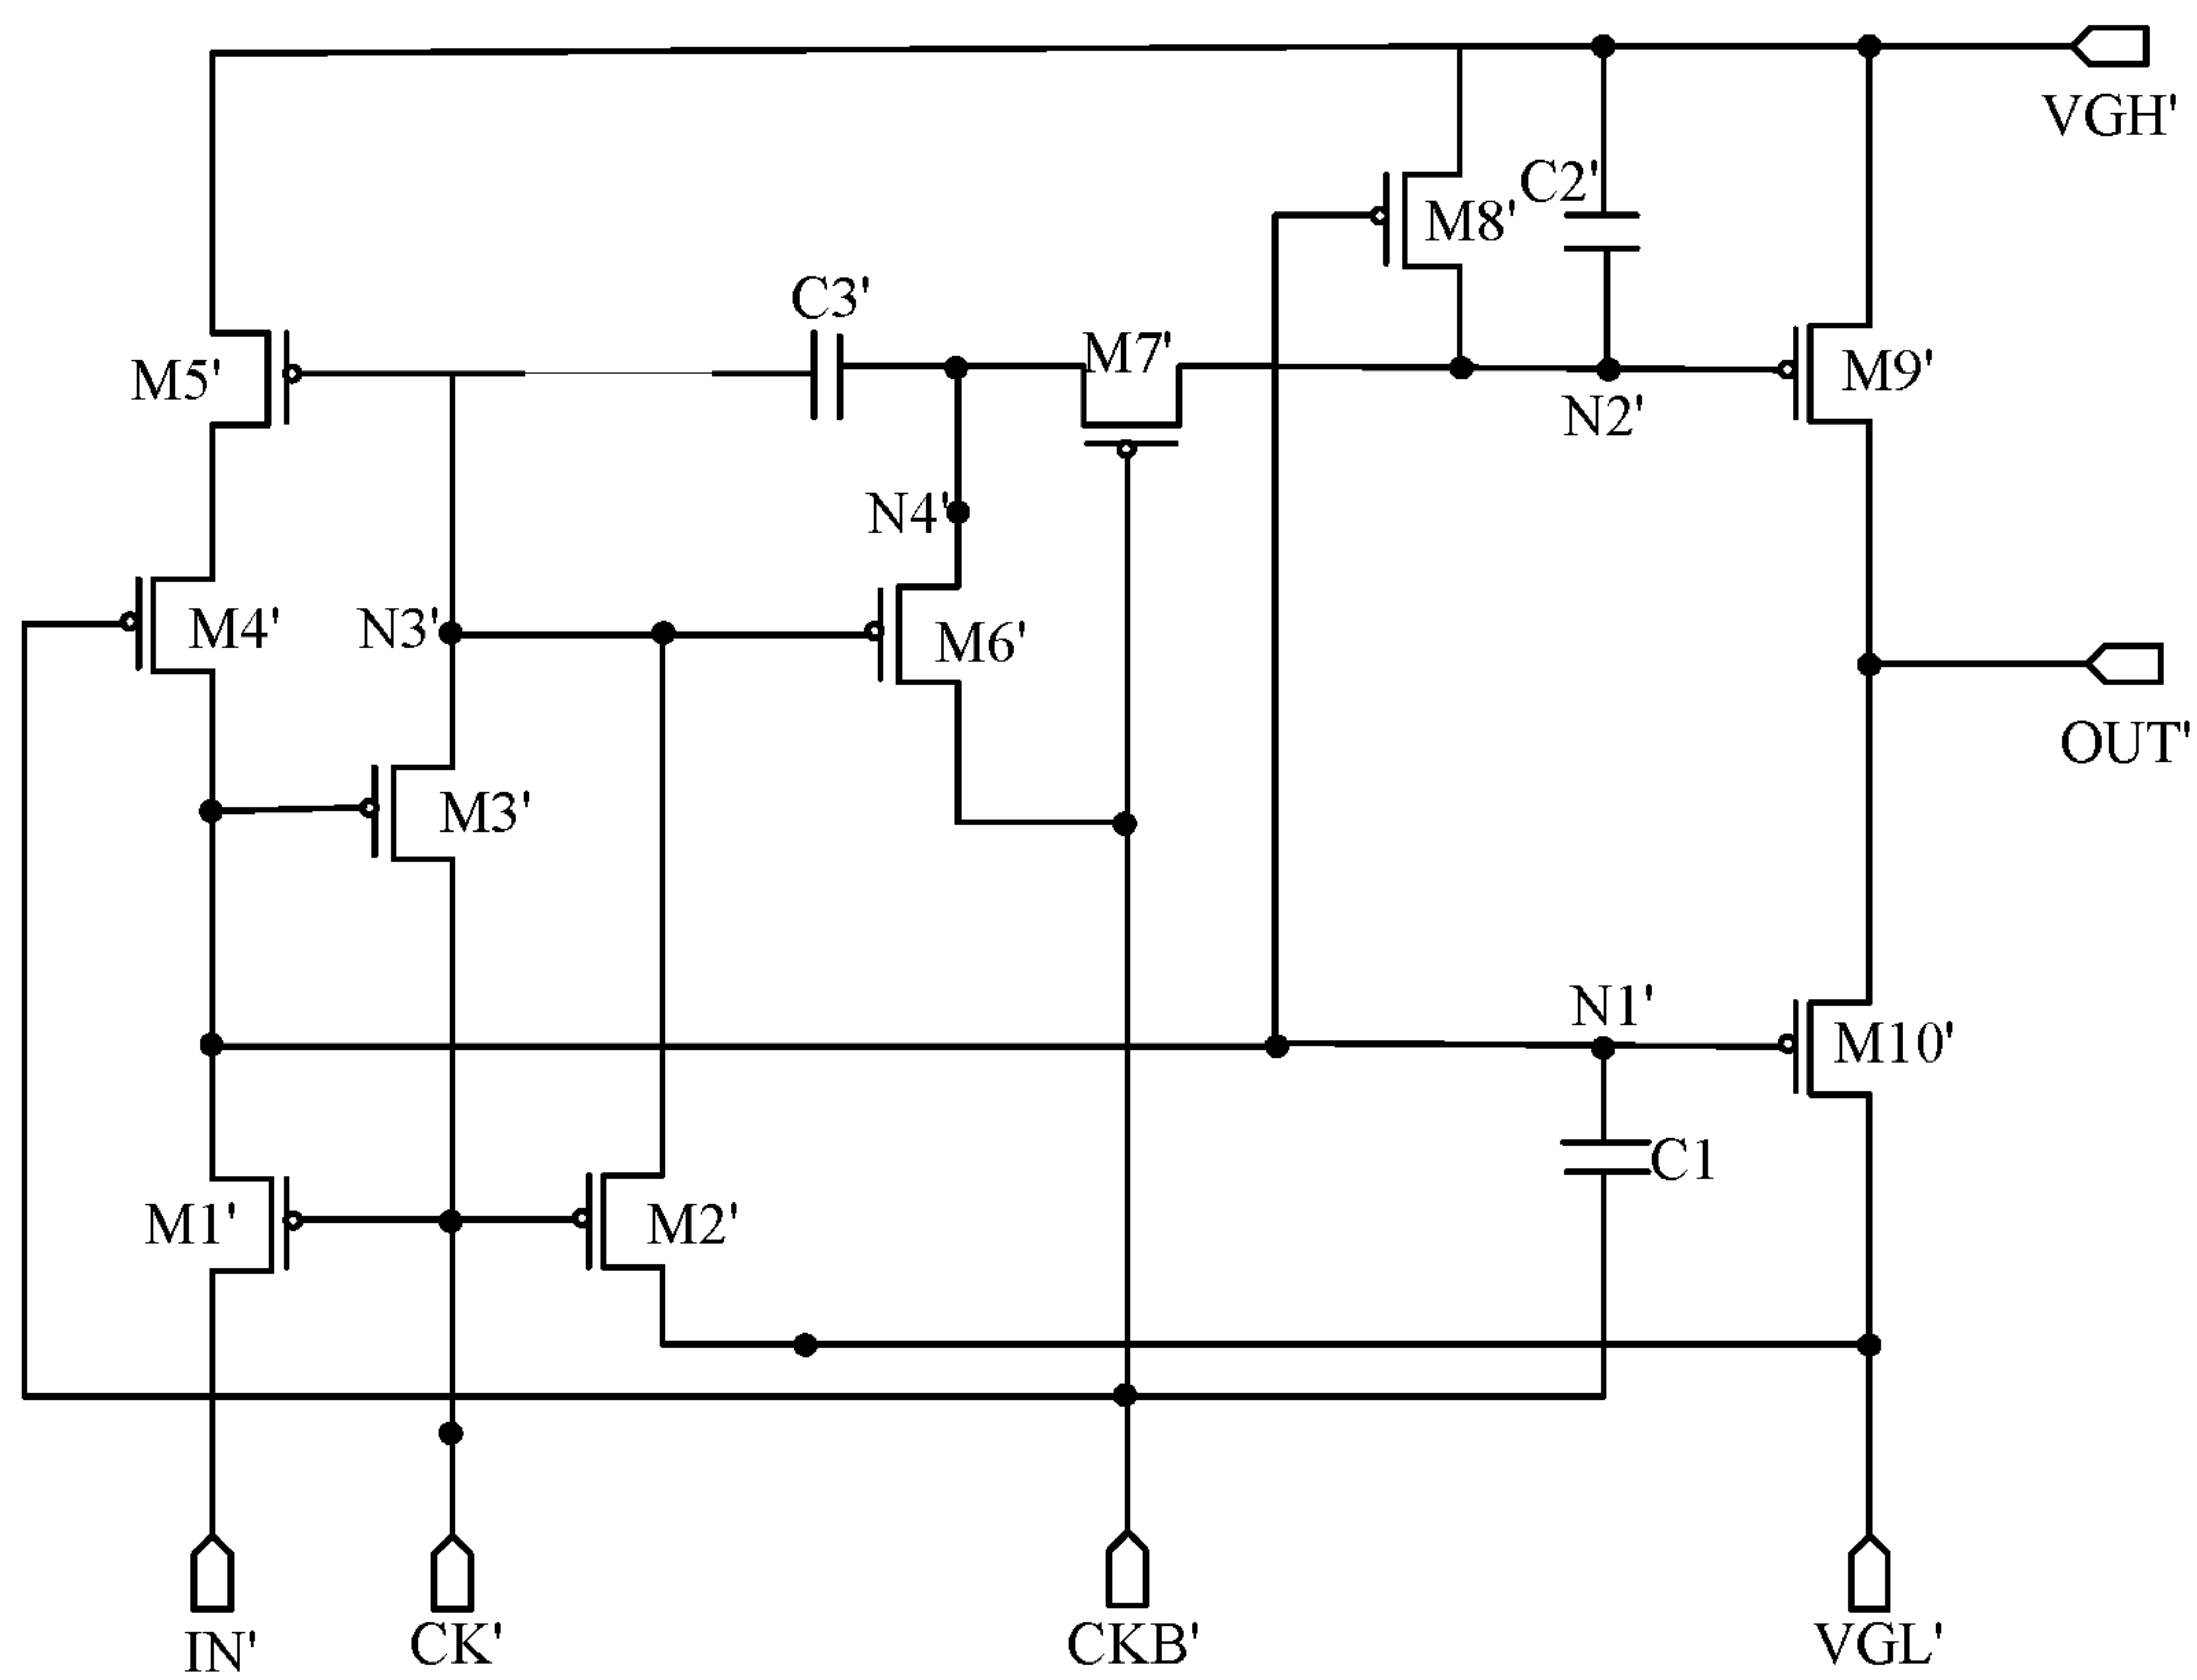 VGH'
C2'
M8'
C3'
M7'
M5'
M9'
N2'
N4'
M4'
N3'
M6'
OUT'
M3'
N1'
M10'
C1
M1'
M2'
IN'
CK'
CKB'
VGL'